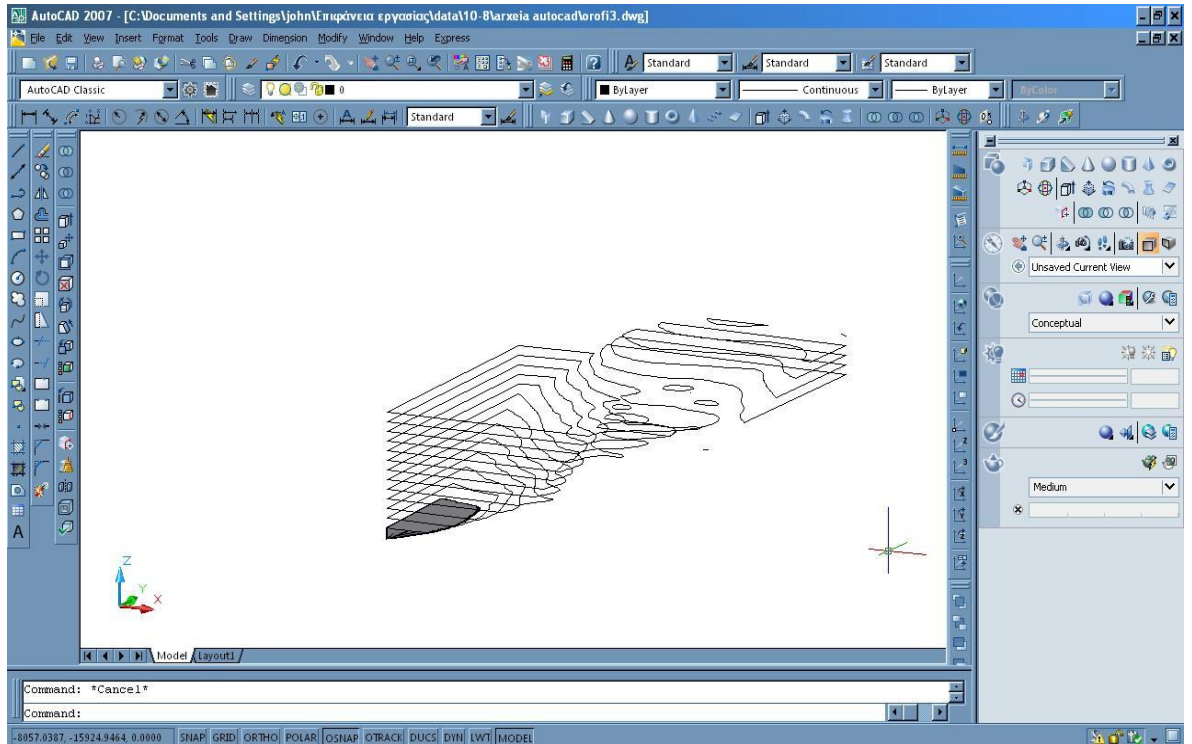 AutoCAD 2007 - [C:\Documents and Settings\john\Επιφάνεια εργασίας\data\10-8\arxeia autocad\orofi3.dwg]
File Edit View Insert Format Tools Draw Dimension Modify Window Help Express
Standard Standard Standard
AutoCAD Classic 0 ByLayer Continuous ByLayer ByColor
Standard
Unsaved Current View
Conceptual
Medium
Z
Y
X
Model Layout1
Command: *Cancel*
Command:
-8057.0387, -15924.9464, 0.0000 SNAP GRID ORTHO POLAR OSNAP OTRACK DUCS DYN LWT MODEL